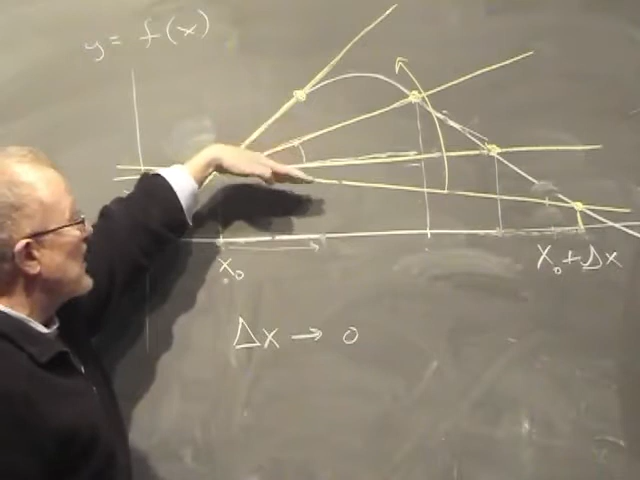 y = f(x)
x₀
x₀+Δx
Δx → 0